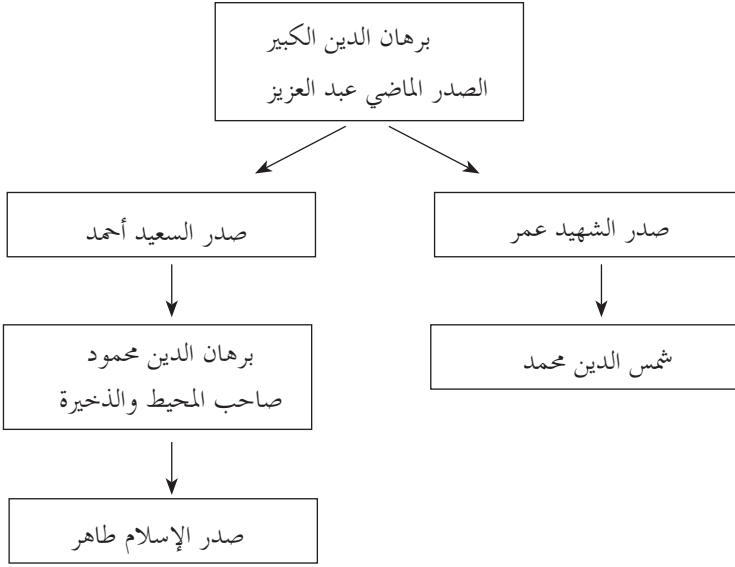 برهان الدين الكبير
الصدر الماضي عبد العزيز
صدر الشهيد عمر
صدر السعيد أحمد
شمس الدين محمد
برهان الدين محمود
صاحب المحيط والذخيرة
صدر الإسلام طاهر